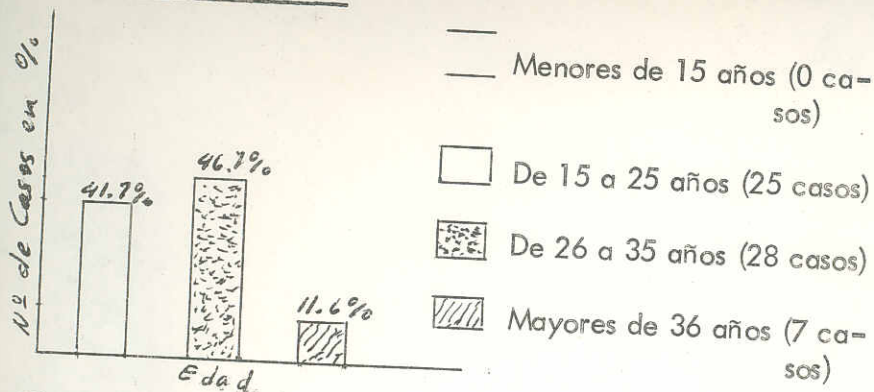 Nº de Casos en %
41.7%
46.7%
11.6%
Edad
Menores de 15 años (0 ca-
sos)
De 15 a 25 años (25 casos)
De 26 a 35 años (28 casos)
Mayores de 36 años (7 ca-
sos)